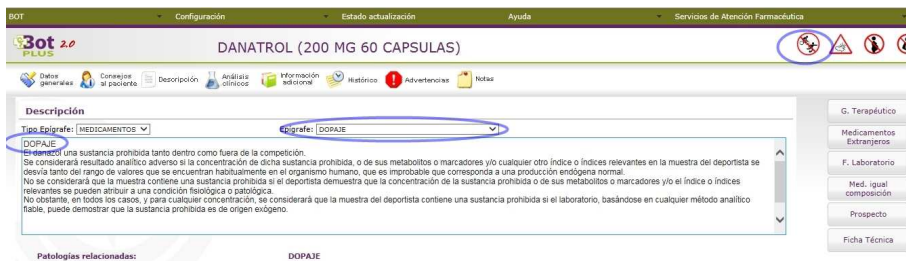 BOT Configuración Estado actualización Ayuda Servicios de Atención Farmacéutica
Bot PLUS 2.0
DANATROL (200 MG 60 CAPSULAS)
Datos generales
Consejos al paciente
Descripción
Análisis clínicos
Información adicional
Histórico
Advertencias
Notas
Descripción
Tipo Epígrafe: MEDICAMENTOS Epígrafe: DOPAJE
DOPAJE
El danazol una sustancia prohibida tanto dentro como fuera de la competición.
Se considerará resultado analítico adverso si la concentración de dicha sustancia prohibida, o de sus metabolitos o marcadores y/o cualquier otro índice o índices relevantes en la muestra del deportista se
desvía tanto del rango de valores que se encuentran habitualmente en el organismo humano, que es improbable que corresponda a una producción endógena normal.
No se considerará que la muestra contiene una sustancia prohibida si el deportista demuestra que la concentración de la sustancia prohibida o de sus metabolitos o marcadores y/o el índice o índices
relevantes se pueden atribuir a una condición fisiológica o patológica.
No obstante, en todos los casos, y para cualquier concentración, se considerará que la muestra del deportista contiene una sustancia prohibida si el laboratorio, basándose en cualquier método analítico
fiable, puede demostrar que la sustancia prohibida es de origen exógeno.
Patologías relacionadas: DOPAJE
G. Terapéutico
Medicamentos
Extranjeros
F. Laboratorio
Med. igual
composición
Prospecto
Ficha Técnica